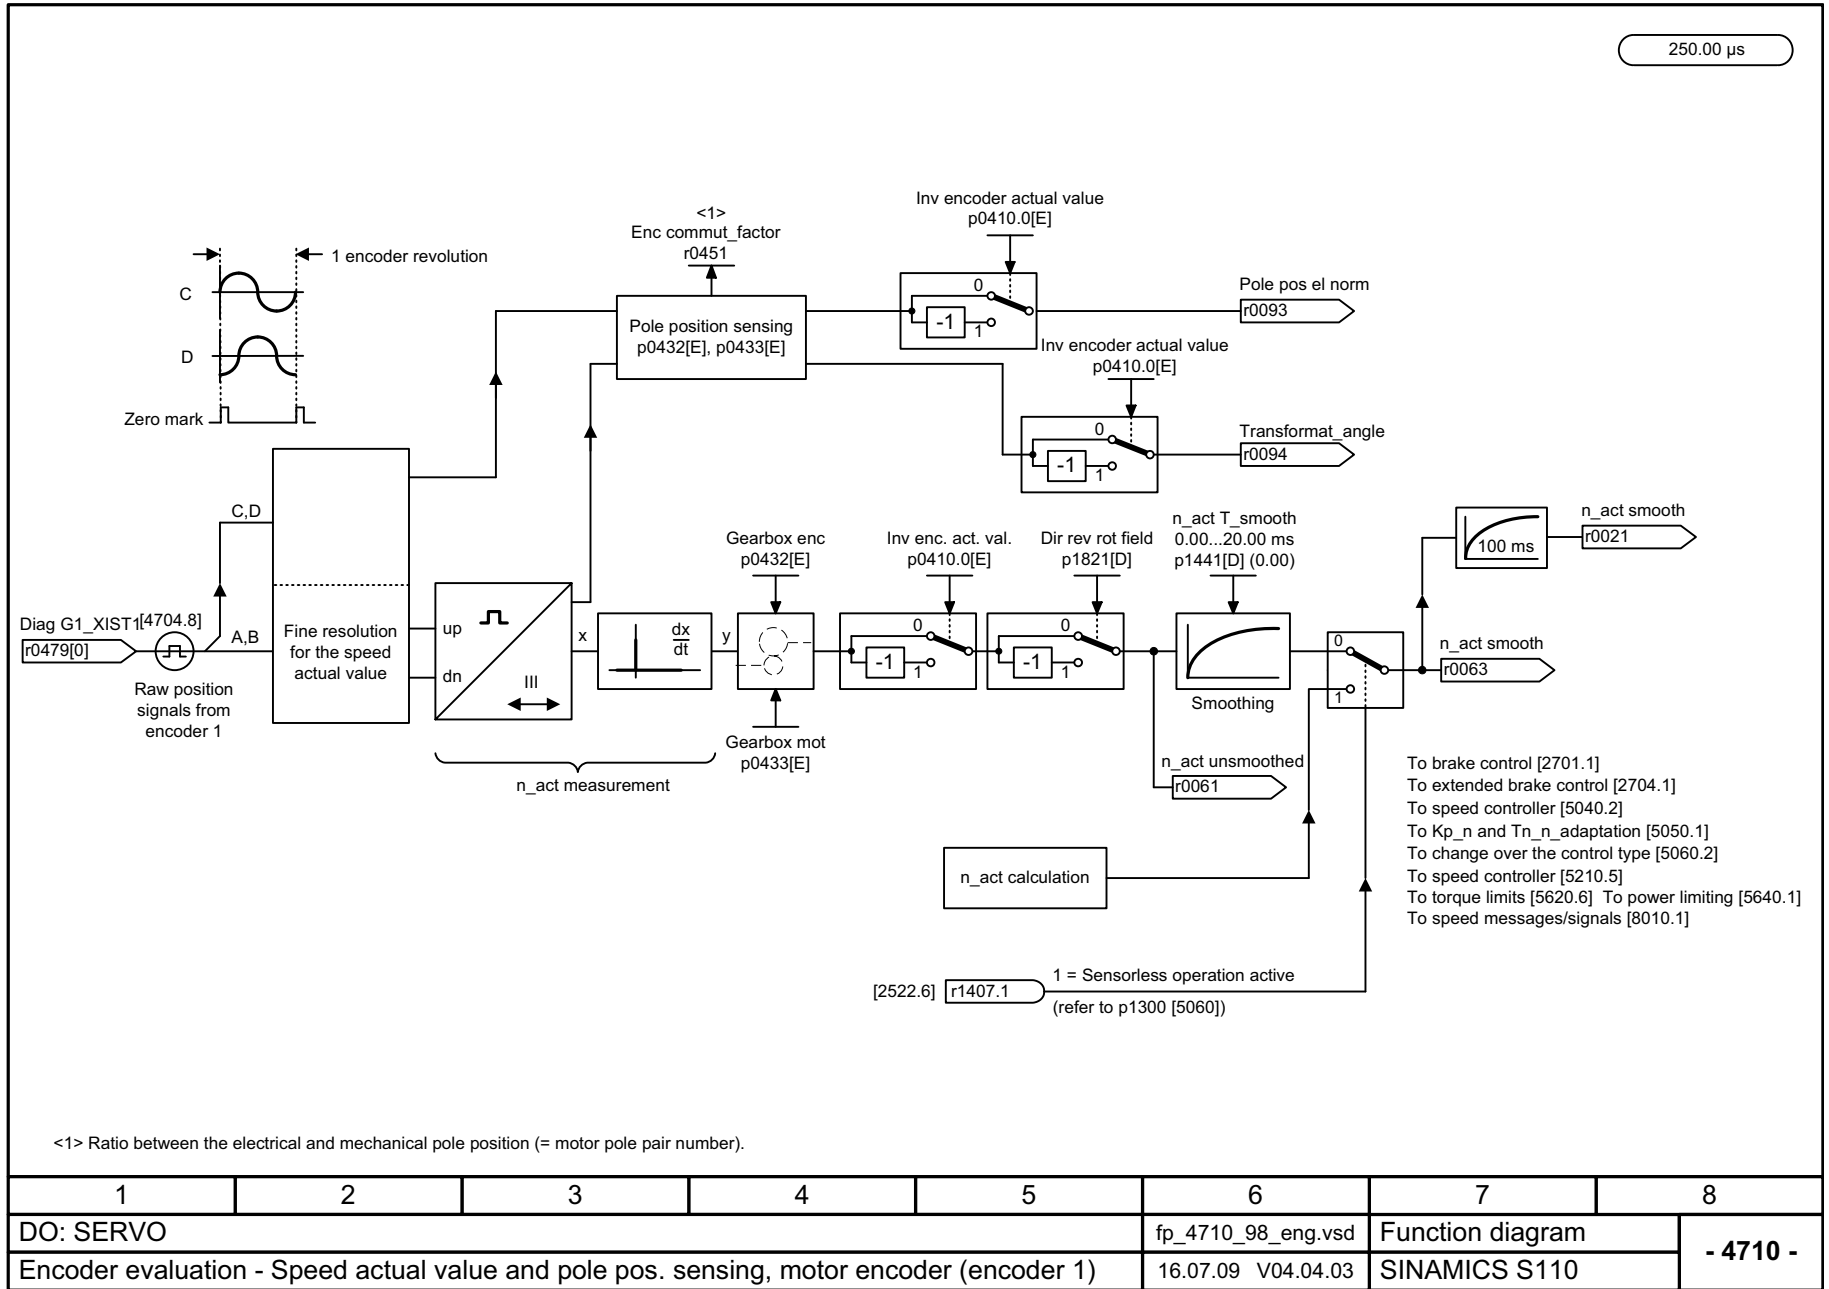 250.00 µs
Inv encoder actual value
p0410.0[E]
<1>
Enc commut_factor
r0451
1 encoder revolution
C
D
Zero mark
Pole position sensing
p0432[E], p0433[E]
0
-1
1
Pole pos el norm
r0093
Inv encoder actual value
p0410.0[E]
0
-1
1
Transformat_angle
r0094
C,D
A,B
Diag G1_XIST1[4704.8]
r0479[0]
Raw position
signals from
encoder 1
Fine resolution
for the speed
actual value
up
dn
III
x
dx
dt
y
n_act measurement
Gearbox enc
p0432[E]
Gearbox mot
p0433[E]
Inv enc. act. val.
p0410.0[E]
0
-1
1
Dir rev rot field
p1821[D]
0
-1
1
n_act T_smooth
0.00...20.00 ms
p1441[D] (0.00)
Smoothing
n_act unsmoothed
r0061
0
1
100 ms
n_act smooth
r0021
n_act smooth
r0063
n_act calculation
[2522.6]
r1407.1
1 = Sensorless operation active
(refer to p1300 [5060])
To brake control [2701.1]
To extended brake control [2704.1]
To speed controller [5040.2]
To Kp_n and Tn_n_adaptation [5050.1]
To change over the control type [5060.2]
To speed controller [5210.5]
To torque limits [5620.6] To power limiting [5640.1]
To speed messages/signals [8010.1]
<1> Ratio between the electrical and mechanical pole position (= motor pole pair number).
1 2 3 4 5 6 7 8
DO: SERVO
fp_4710_98_eng.vsd
Function diagram
- 4710 -
Encoder evaluation - Speed actual value and pole pos. sensing, motor encoder (encoder 1)
16.07.09 V04.04.03
SINAMICS S110